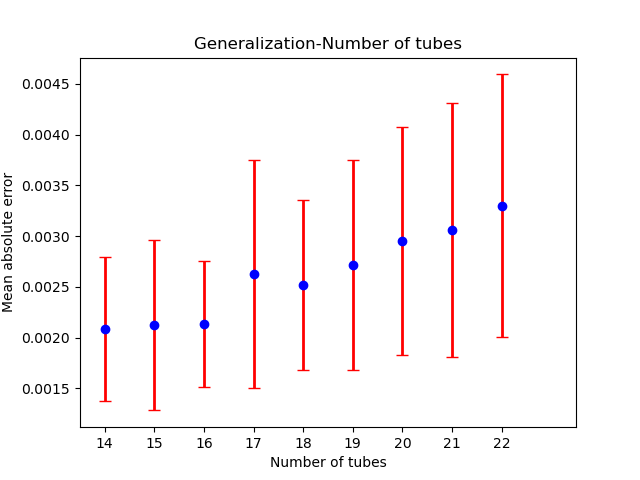 Generalization-Number of tubes
Mean absolute error
0.0045
0.0040
0.0035
0.0030
0.0025
0.0020
0.0015
14 15 16 17 18 19 20 21 22
Number of tubes